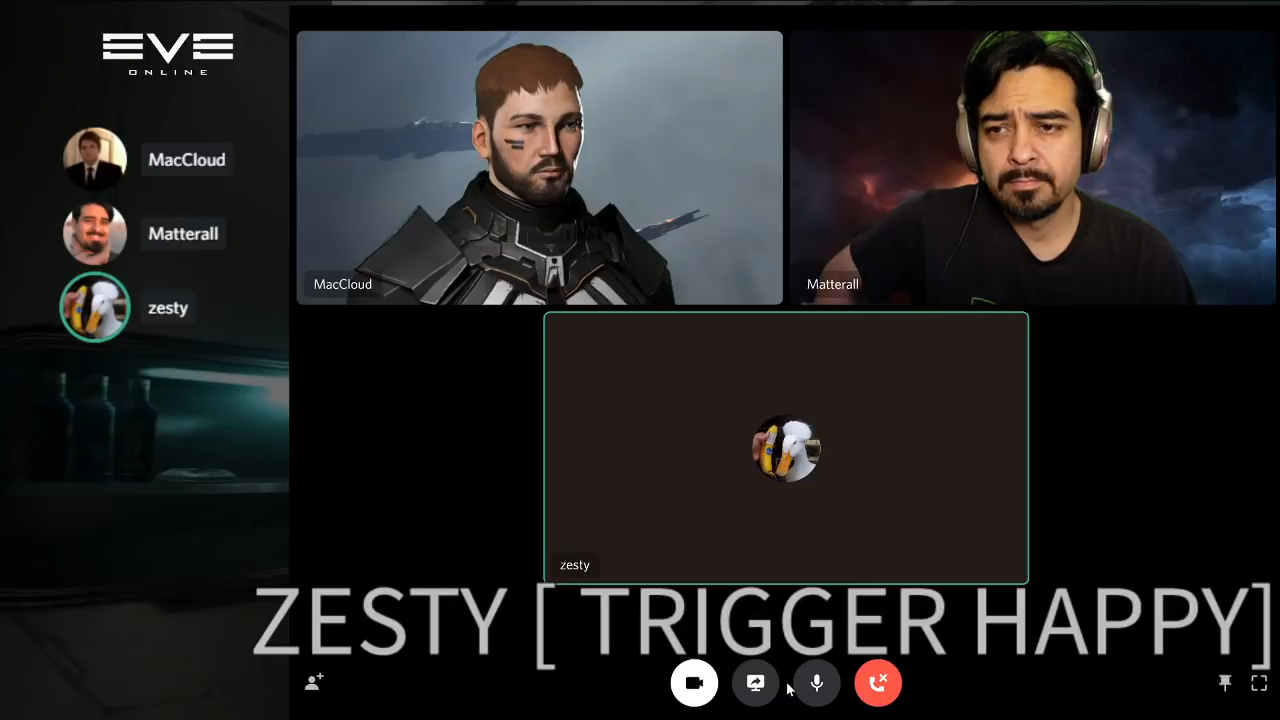 EVE
ONLINE
MacCloud
Matterall
zesty
MacCloud
Matterall
zesty
ZESTY [ TRIGGER HAPPY]